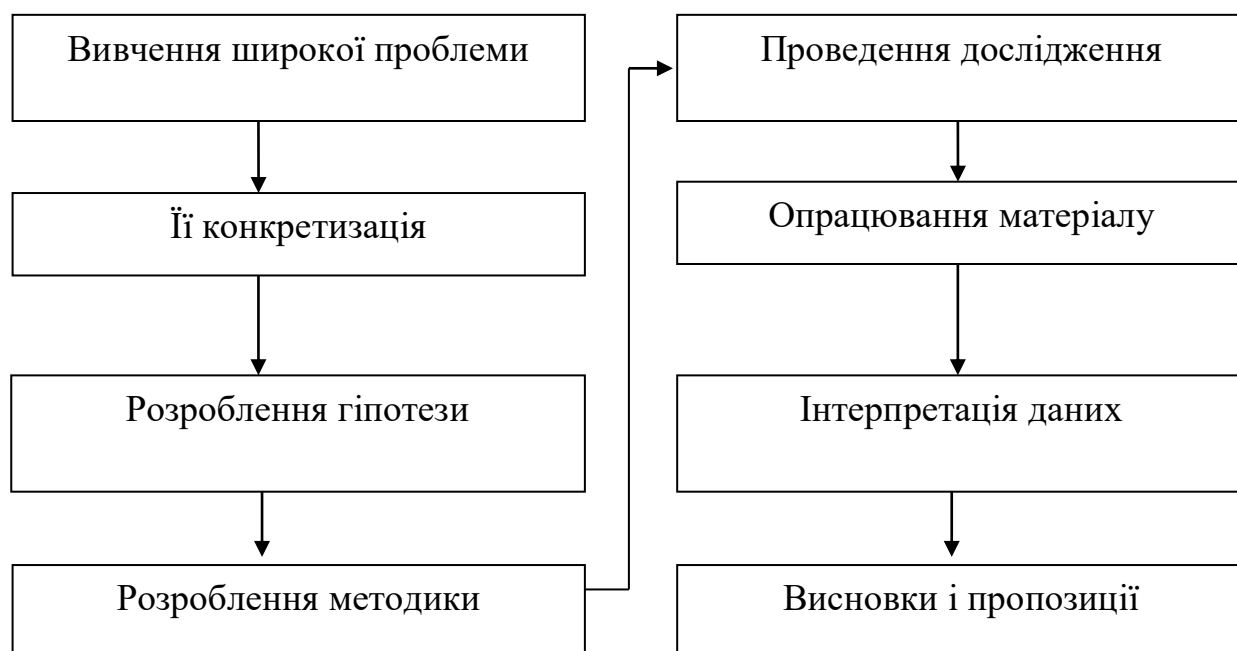 Вивчення широкої проблеми
Її конкретизація
Розроблення гіпотези
Розроблення методики
Проведення дослідження
Опрацювання матеріалу
Інтерпретація даних
Висновки і пропозиції